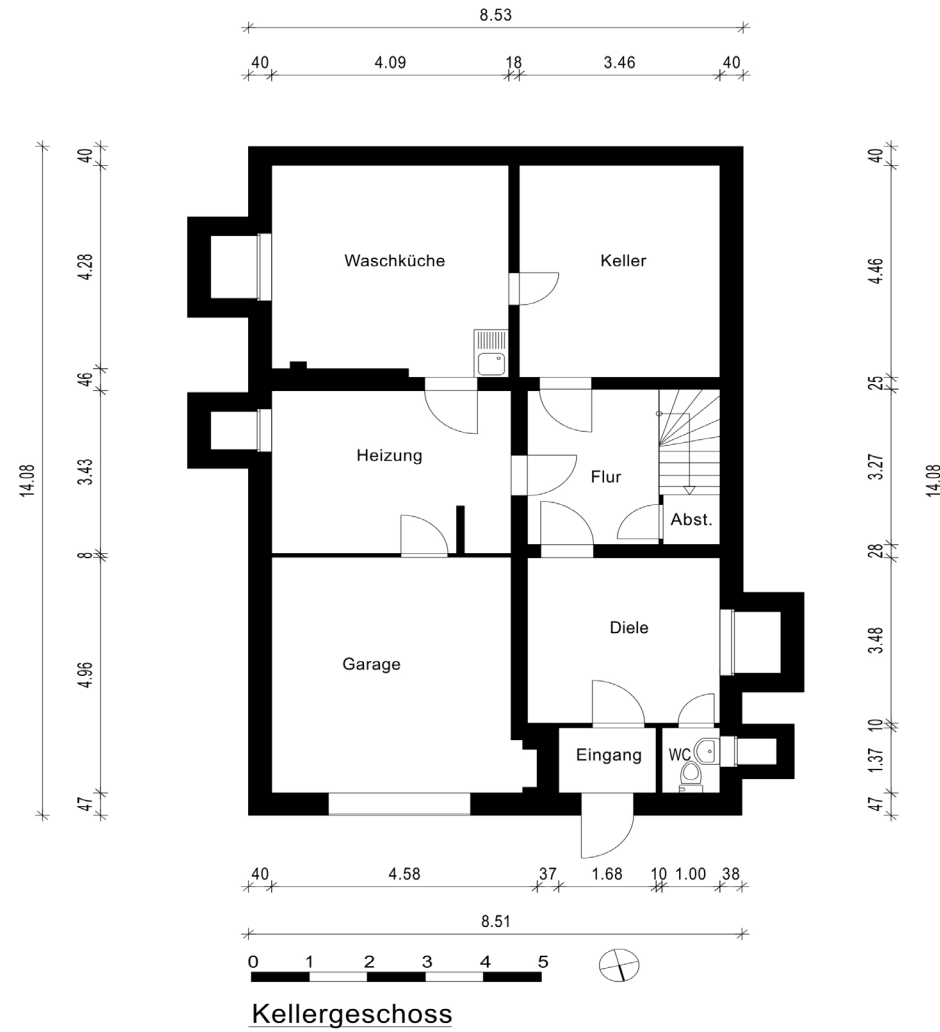 8.53
40 4.09 18 3.46 40
40
4.28
46
3.43
8
4.96
47
14.08
40
4.46
25
3.27
28
3.48
10
1.37
47
14.08
Waschküche
Keller
Heizung
Flur
Abst.
Diele
Garage
Eingang
WC
40 4.58 37 1.68 10 1.00 38
8.51
0 1 2 3 4 5
Kellergeschoss